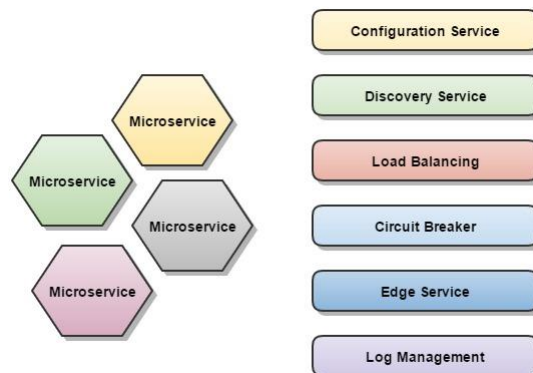 Microservice
Microservice
Microservice
Microservice
Configuration Service
Discovery Service
Load Balancing
Circuit Breaker
Edge Service
Log Management